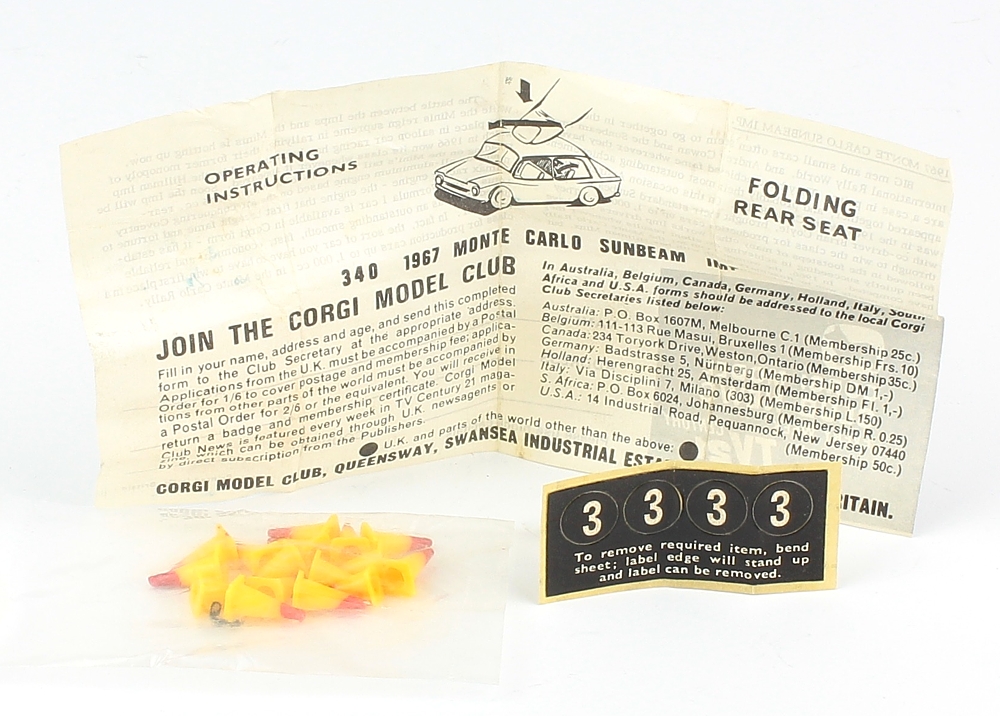 OPERATING
INSTRUCTIONS
FOLDING
REAR SEAT
340 1967 MONTE CARLO SUNBEAM
JOIN THE CORGI MODEL CLUB
Fill in your name, address and age, and send this completed
form to the Club Secretary at the appropriate address.
Applications from the U.K. must be accompanied by a Postal
Order for 1/6 to cover postage and membership fee; applica-
tions from other parts of the world must be accompanied by
a Postal Order for 2/6 or the equivalent. You will receive in
return a badge and membership certificate. Corgi Model
Club News is featured every week in TV Century 21 maga-
zine, which can be obtained through U.K. newsagents or
by direct subscription from the Publishers.
In Australia, Belgium, Canada, Germany, Holland, Italy, South
Africa and U.S.A. forms should be addressed to the local Corgi
Club Secretaries listed below:
Australia: P.O. Box 1607M, Melbourne C.1 (Membership 25c.)
Belgium: 111-113 Rue Masui, Bruxelles 1 (Membership Frs. 10)
Canada: 234 Toryork Drive, Weston, Ontario (Membership 35c.)
Germany: Badstrasse 5, Nürnberg (Membership DM 1,-)
Holland: Herengracht 25, Amsterdam (Membership Fl. 1,-)
Italy: Via Disciplini 7, Milano (303) (Membership L. 150)
S. Africa: P.O. Box 6024, Johannesburg (Membership R. 0.25)
U.S.A.: 14 Industrial Road, Pequannock, New Jersey 07440
(Membership 50c.)
U.K. and parts of the world other than the above:
CORGI MODEL CLUB, QUEENSWAY, SWANSEA INDUSTRIAL ESTA
RITAIN.
3 3 3 3
To remove required item, bend
sheet; label edge will stand up
and label can be removed.